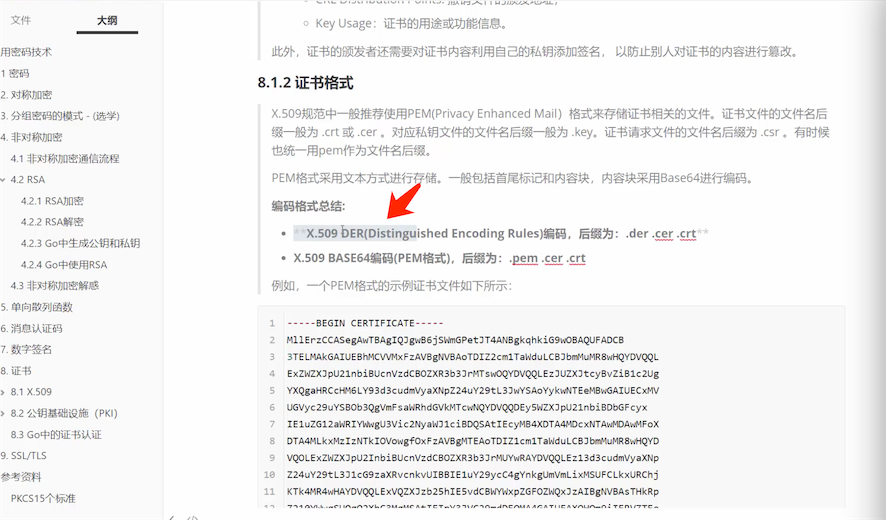 文件
大纲
用密码技术
1 密码
2. 对称加密
3. 分组密码的模式 - (选学)
4. 非对称加密
4.1 非对称加密通信流程
4.2 RSA
4.2.1 RSA加密
4.2.2 RSA解密
4.2.3 Go中生成公钥和私钥
4.2.4 Go中使用RSA
4.3 非对称加密解惑
5. 单向散列函数
6. 消息认证码
7. 数字签名
8. 证书
8.1 X.509
8.2 公钥基础设施（PKI）
8.3 Go中的证书认证
9. SSL/TLS
参考资料
PKCS15个标准
CRL Distribution Points: 撤销文件的颁发地址；
Key Usage：证书的用途或功能信息。
此外，证书的颁发者还需要对证书内容利用自己的私钥添加签名， 以防止别人对证书的内容进行篡改。
8.1.2 证书格式
X.509规范中一般推荐使用PEM(Privacy Enhanced Mail）格式来存储证书相关的文件。证书文件的文件名后
缀一般为 .crt 或 .cer 。对应私钥文件的文件名后缀一般为 .key。证书请求文件的文件名后缀为 .csr 。有时候
也统一用pem作为文件名后缀。
PEM格式采用文本方式进行存储。一般包括首尾标记和内容块，内容块采用Base64进行编码。
编码格式总结:
**X.509 DER(Distinguished Encoding Rules)编码，后缀为：.der .cer .crt**
X.509 BASE64编码(PEM格式)，后缀为：.pem .cer .crt
例如，一个PEM格式的示例证书文件如下所示：
1 -----BEGIN CERTIFICATE-----
2 MllErzCCASegAwTBAgIQJgwB6jSWmGPetJT4ANBgkqhkiG9wOBAQUFADCB
3 3TELMAkGAIUEBhMCVVMxFzAVBgNVBAoTDIZ2cm1TaWduLCBJbmMuMR8wHQYDVQQL
4 ExZWZXJpU21nbiBUcnVzdCBOZXR3b3JrMTswOQYDVQQLEzJUZXJtcyBvZiB1c2Ug
5 YXQgaHRCcHM6LY93d3cudmVyaXNpZ24uY29tL3JwYSAoYykwNTEeMBwGAIUECxMV
6 UGVyc29uYSBOb3QgVmFsaWRhdGVkMTcwNQYDVQQDEy5WZXJpU21nbiBDbGFcyx
7 IE1uZG12aWRIYWwgU3Vic2NyaWJ1ciBDQSAtIEcyMB4XDTA4MDcxNTAwMDAwMFoX
8 DTA4MLkxMzIzNTkIOVowgfOxFzAVBgMTEAoTDIZ1cm1TaWduLCBJbmMuMR8wHQYD
9 VQOLExVZXJpU2InbiBUcnVzdCBOZXR3b3JrMUYwRAYDVQQLEz13d3cudmVyaXNp
10 Z24uY29tL3J1cG9zaXRvcnkvUIBBIE1uY29ycC4gYnkgUmVmLixMSUFCLkxURChj
11 KTk4MR4wHAYDVQQLExVQZXJzb25hIE5vdCBWYWxpZGFOZWQxJzAIBgNVBAsTHkRp
12